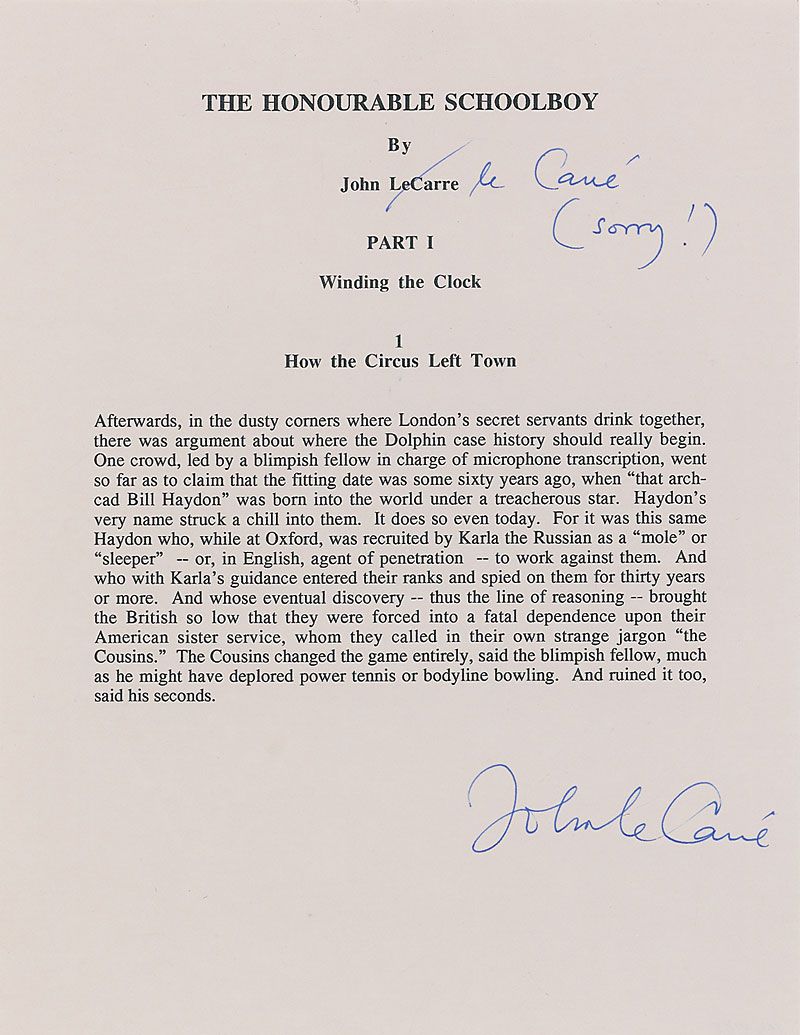 THE HONOURABLE SCHOOLBOY
By
John LeCarre le Carré
(sorry!)
PART I
Winding the Clock
1
How the Circus Left Town
Afterwards, in the dusty corners where London's secret servants drink together,
there was argument about where the Dolphin case history should really begin.
One crowd, led by a blimpish fellow in charge of microphone transcription, went
so far as to claim that the fitting date was some sixty years ago, when “that arch-
cad Bill Haydon” was born into the world under a treacherous star. Haydon's
very name struck a chill into them. It does so even today. For it was this same
Haydon who, while at Oxford, was recruited by Karla the Russian as a “mole” or
“sleeper” -- or, in English, agent of penetration -- to work against them. And
who with Karla's guidance entered their ranks and spied on them for thirty years
or more. And whose eventual discovery -- thus the line of reasoning -- brought
the British so low that they were forced into a fatal dependence upon their
American sister service, whom they called in their own strange jargon “the
Cousins.” The Cousins changed the game entirely, said the blimpish fellow, much
as he might have deplored power tennis or bodyline bowling. And ruined it too,
said his seconds.
John le Carré